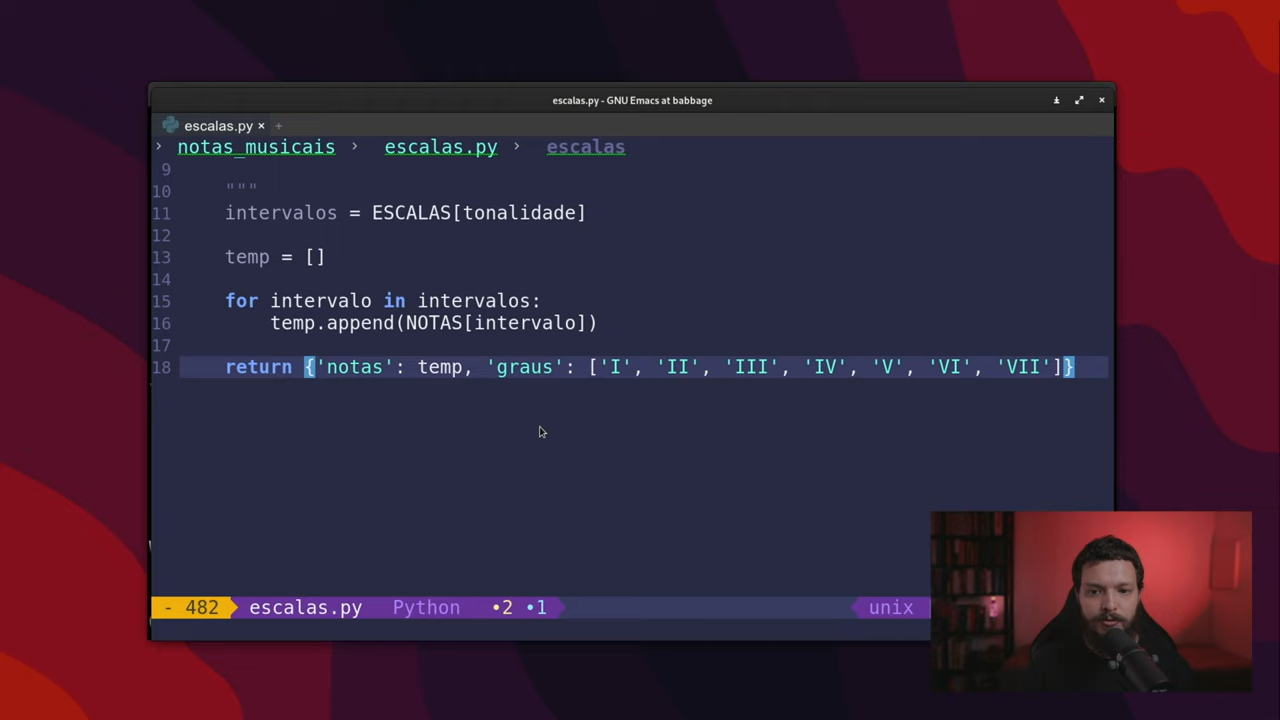 escalas.py - GNU Emacs at babbage
escalas.py × +
› notas_musicais › escalas.py › escalas
9
10 """
11 intervalos = ESCALAS[tonalidade]
12
13 temp = []
14
15 for intervalo in intervalos:
16 temp.append(NOTAS[intervalo])
17
18 return {'notas': temp, 'graus': ['I', 'II', 'III', 'IV', 'V', 'VI', 'VII']}
- 482 escalas.py Python •2 •1 unix